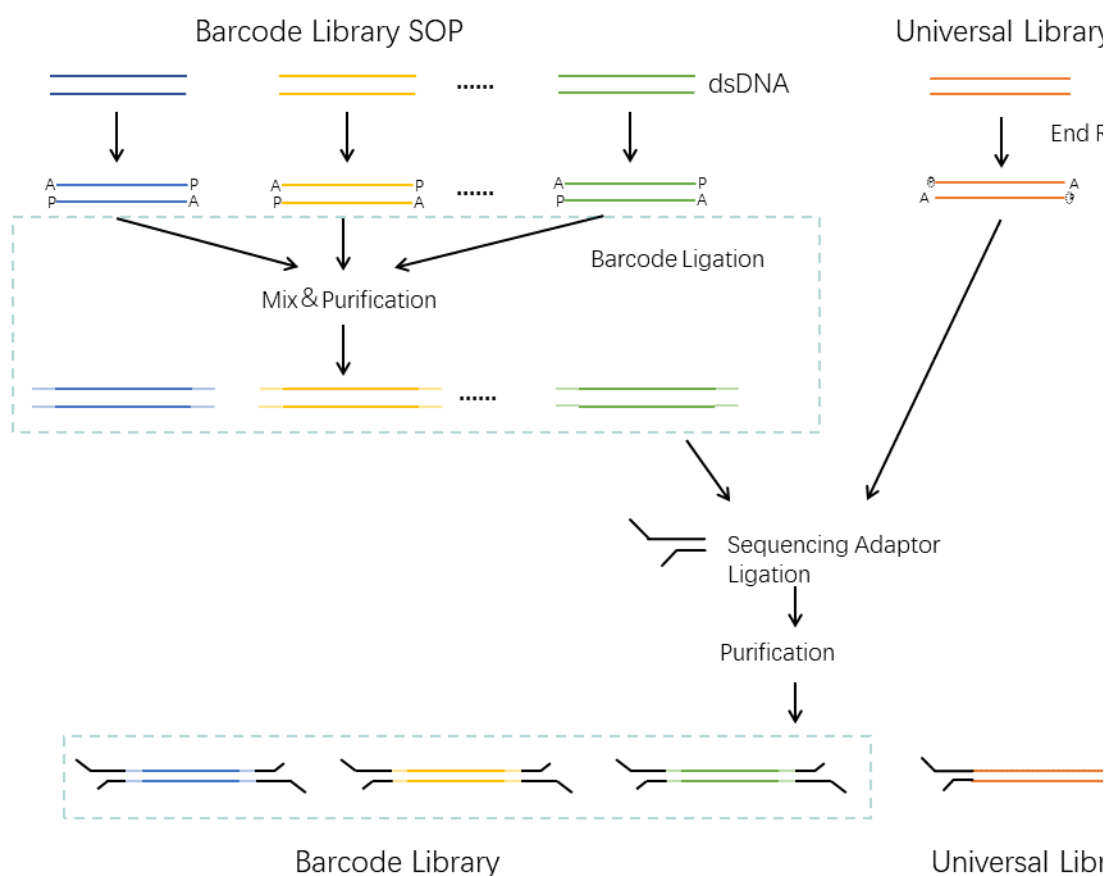 Barcode Library SOP
Universal Library
...... dsDNA
End R
A P A P ...... A P A
P A P A P A A
Barcode Ligation
Mix&Purification
......
Sequencing Adaptor
Ligation
Purification
Barcode Library
Universal Libr